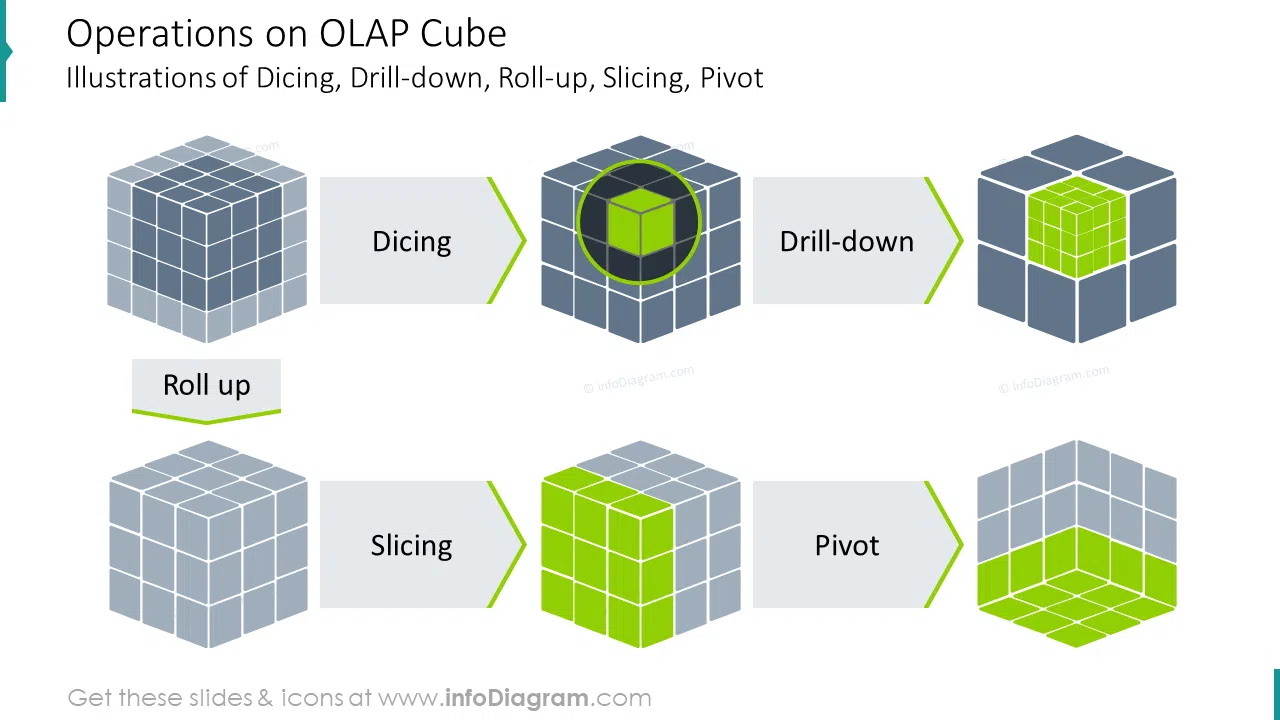 Operations on OLAP Cube
Illustrations of Dicing, Drill-down, Roll-up, Slicing, Pivot
Dicing
Drill-down
Roll up
© infoDiagram.com
© infoDiagram.com
Slicing
Pivot
Get these slides & icons at www.infoDiagram.com